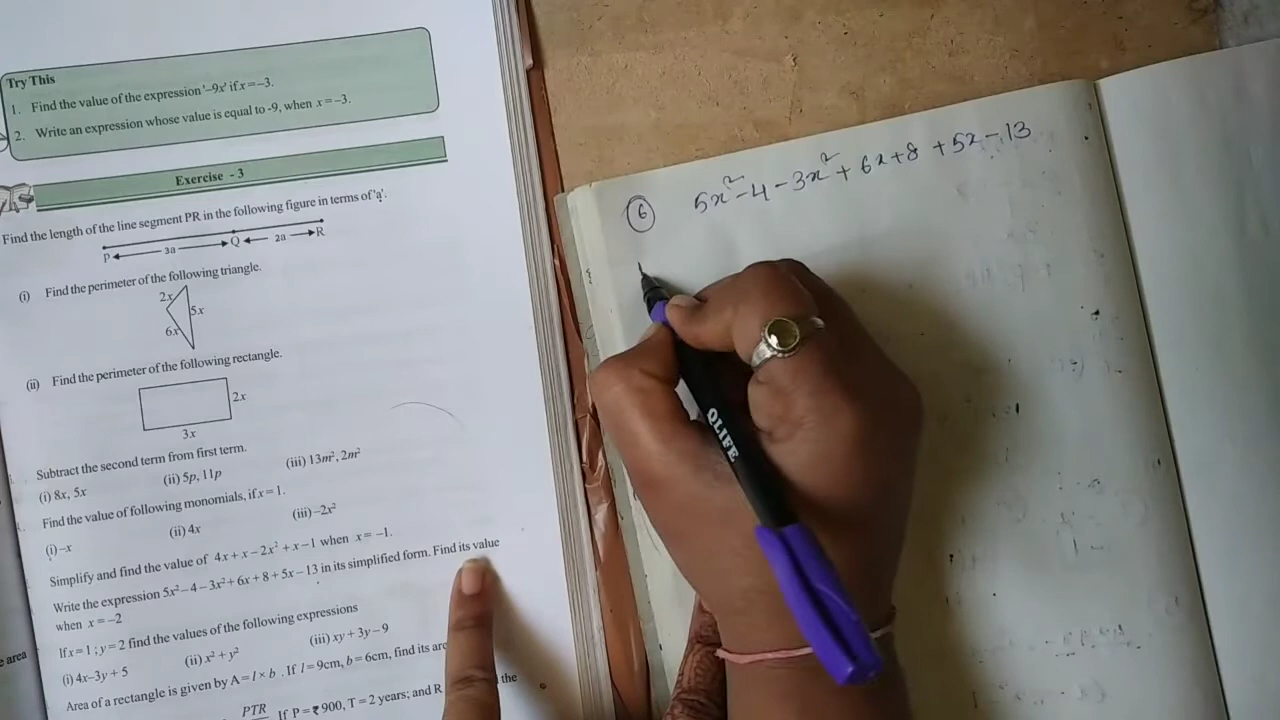 Try This
1. Find the value of the expression '–9x' if x = –3.
2. Write an expression whose value is equal to -9, when x = –3.
Exercise - 3
Find the length of the line segment PR in the following figure in terms of 'a'.
P 3a Q 2a R
(i) Find the perimeter of the following triangle.
2x
5x
6x
(ii) Find the perimeter of the following rectangle.
2x
3x
Subtract the second term from first term.
(i) 8x, 5x (ii) 5p, 11p (iii) 13m², 2m²
Find the value of following monomials, if x = 1.
(i) –x (ii) 4x (iii) –2x²
Simplify and find the value of 4x + x – 2x² + x – 1 when x = –1.
Write the expression 5x² – 4 – 3x² + 6x + 8 + 5x – 13 in its simplified form. Find its value
when x = –2
If x = 1 ; y = 2 find the values of the following expressions
(i) 4x–3y + 5 (ii) x² + y² (iii) xy + 3y – 9
Area of a rectangle is given by A = l × b . If l = 9cm, b = 6cm, find its
PTR If P = ₹ 900, T = 2 years; and R the
e area
6 5x² - 4 - 3x² + 6x + 8 + 5x - 13
QLIFE